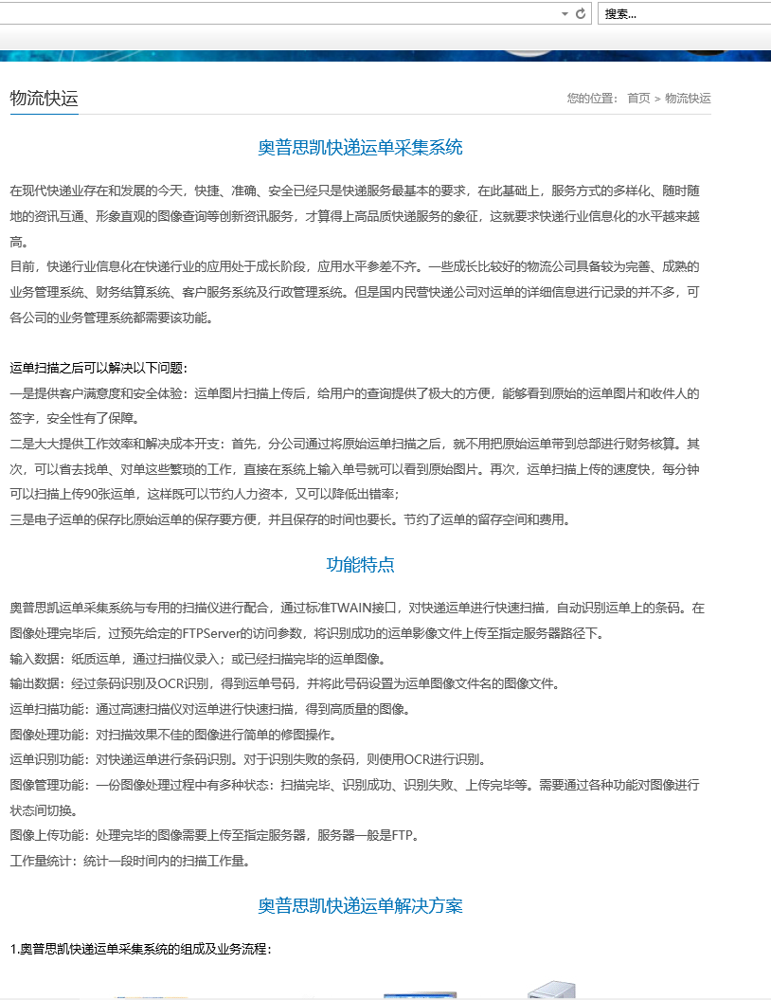 搜索...
物流快运
您的位置： 首页 > 物流快运
奥普思凯快递运单采集系统
在现代快递业存在和发展的今天，快捷、准确、安全已经只是快递服务最基本的要求，在此基础上，服务方式的多样化、随时随
地的资讯互通、形象直观的图像查询等创新资讯服务，才算得上高品质快递服务的象征，这就要求快递行业信息化的水平越来越
高。
目前，快递行业信息化在快递行业的应用处于成长阶段，应用水平参差不齐。一些成长比较好的物流公司具备较为完善、成熟的
业务管理系统、财务结算系统、客户服务系统及行政管理系统。但是国内民营快递公司对运单的详细信息进行记录的并不多，可
各公司的业务管理系统都需要该功能。
运单扫描之后可以解决以下问题：
一是提供客户满意度和安全体验：运单图片扫描上传后，给用户的查询提供了极大的方便，能够看到原始的运单图片和收件人的
签字，安全性有了保障。
二是大大提供工作效率和解决成本开支：首先，分公司通过将原始运单扫描之后，就不用把原始运单带到总部进行财务核算。其
次，可以省去找单、对单这些繁琐的工作，直接在系统上输入单号就可以看到原始图片。再次，运单扫描上传的速度快，每分钟
可以扫描上传90张运单，这样既可以节约人力资本，又可以降低出错率；
三是电子运单的保存比原始运单的保存要方便，并且保存的时间也要长。节约了运单的留存空间和费用。
功能特点
奥普思凯运单采集系统与专用的扫描仪进行配合，通过标准TWAIN接口，对快递运单进行快速扫描，自动识别运单上的条码。在
图像处理完毕后，过预先给定的FTPServer的访问参数，将识别成功的运单影像文件上传至指定服务器路径下。
输入数据：纸质运单，通过扫描仪录入；或已经扫描完毕的运单图像。
输出数据：经过条码识别及OCR识别，得到运单号码，并将此号码设置为运单图像文件名的图像文件。
运单扫描功能：通过高速扫描仪对运单进行快速扫描，得到高质量的图像。
图像处理功能：对扫描效果不佳的图像进行简单的修图操作。
运单识别功能：对快递运单进行条码识别。对于识别失败的条码，则使用OCR进行识别。
图像管理功能：一份图像处理过程中有多种状态：扫描完毕、识别成功、识别失败、上传完毕等。需要通过各种功能对图像进行
状态间切换。
图像上传功能：处理完毕的图像需要上传至指定服务器，服务器一般是FTP。
工作量统计：统计一段时间内的扫描工作量。
奥普思凯快递运单解决方案
1.奥普思凯快递运单采集系统的组成及业务流程：